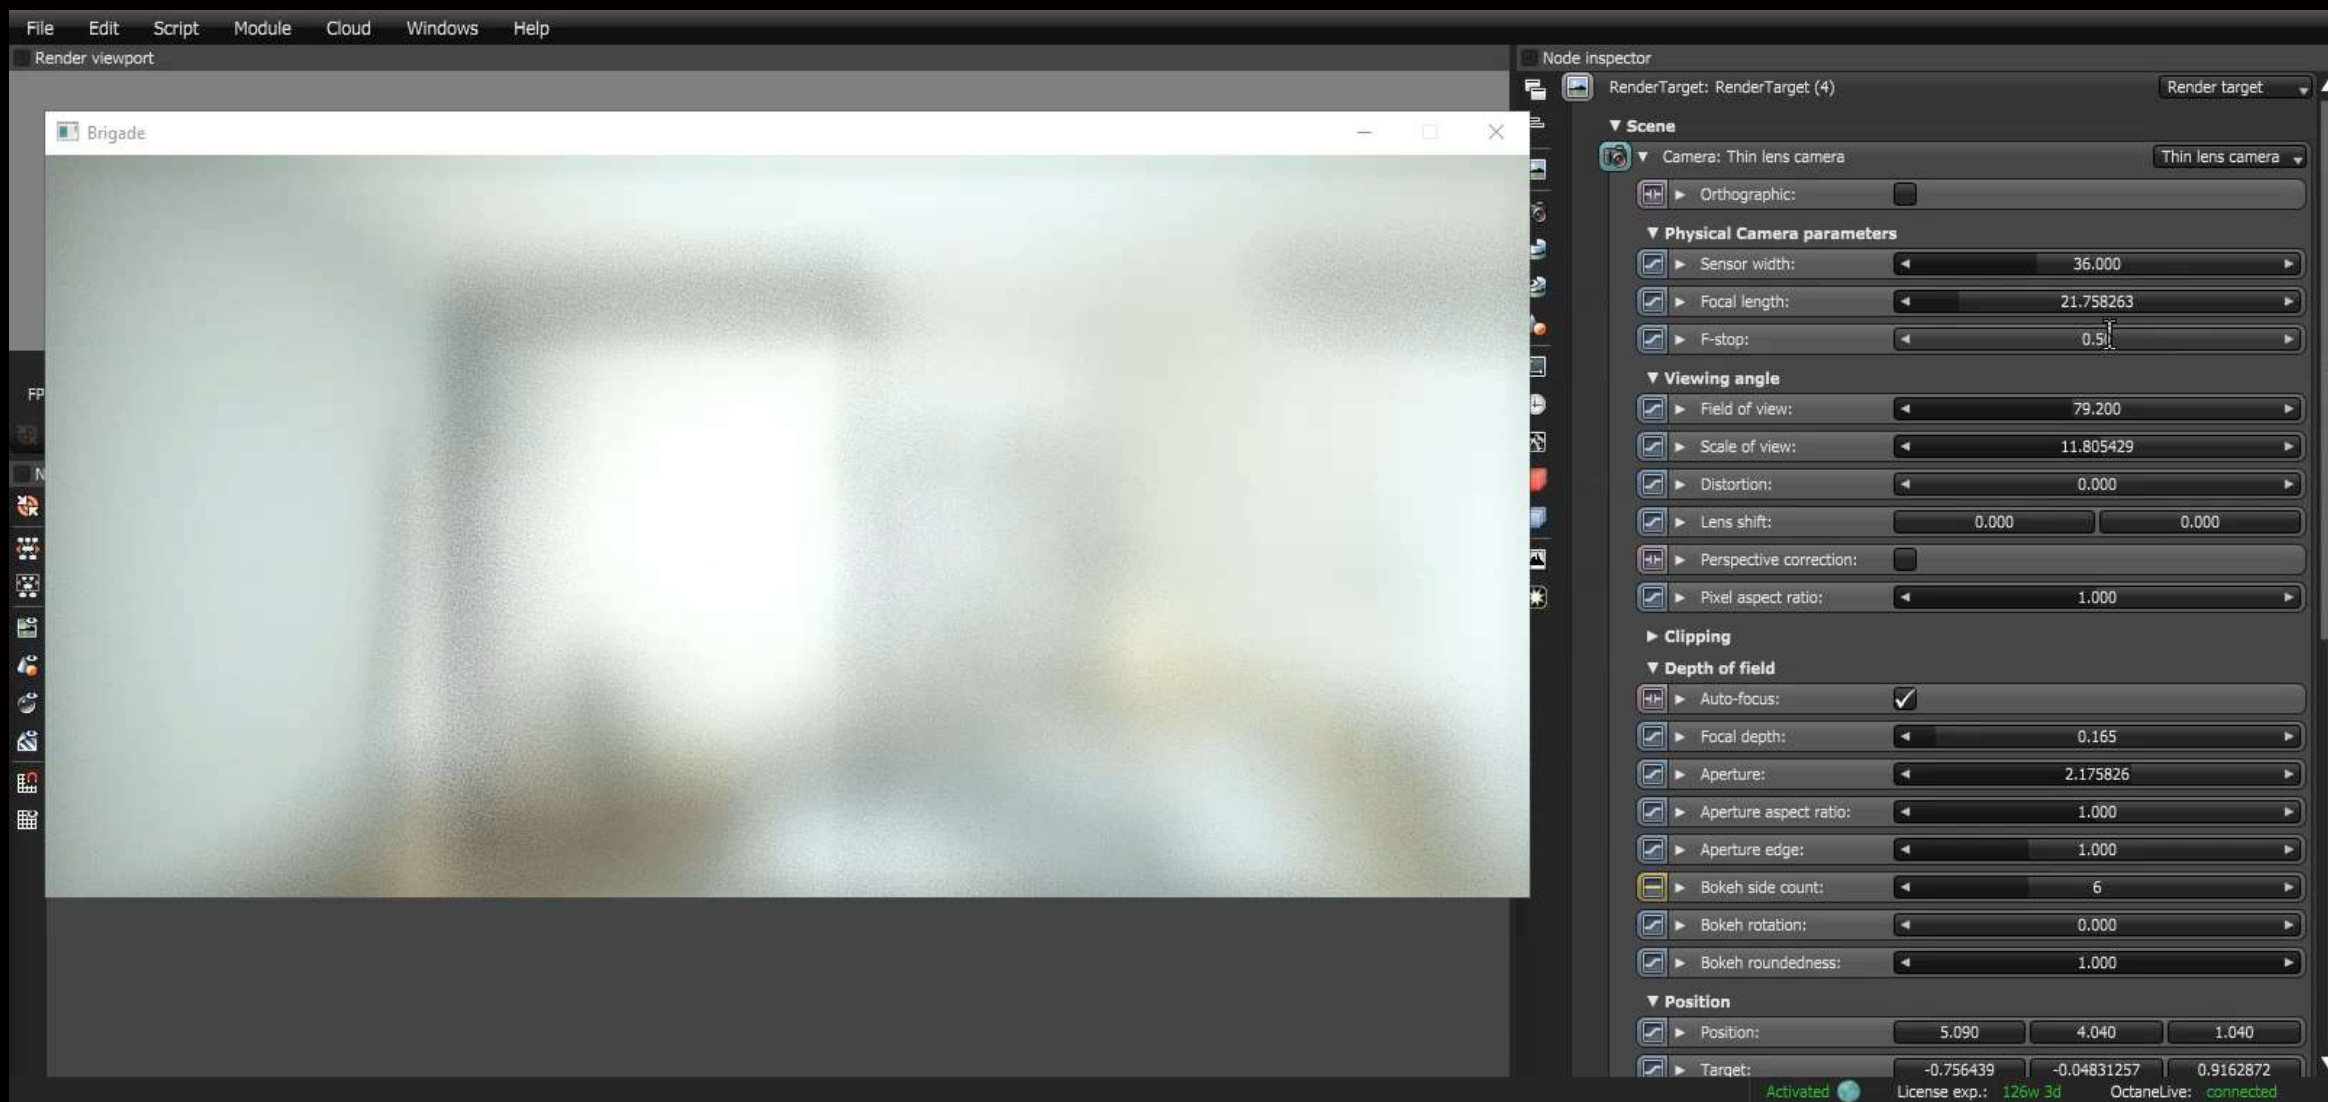 File Edit Script Module Cloud Windows Help
Render viewport
Brigade
FP
N
Node inspector
RenderTarget: RenderTarget (4) Render target
Scene
Camera: Thin lens camera Thin lens camera
Orthographic:
Physical Camera parameters
Sensor width: 36.000
Focal length: 21.758263
F-stop:
Viewing angle
Field of view: 79.200
Scale of view: 11.805429
Distortion: 0.000
Lens shift: 0.000 0.000
Perspective correction:
Pixel aspect ratio: 1.000
Clipping
Depth of field
Auto-focus:
Focal depth: 0.165
Aperture: 2.175826
Aperture aspect ratio: 1.000
Aperture edge: 1.000
Bokeh side count: 6
Bokeh rotation: 0.000
Bokeh roundedness: 1.000
Position
Position: 5.090 4.040 1.040
Target: -0.756439 -0.04831257 0.9162872
Activated License exp.: 126w 3d OctaneLive: connected